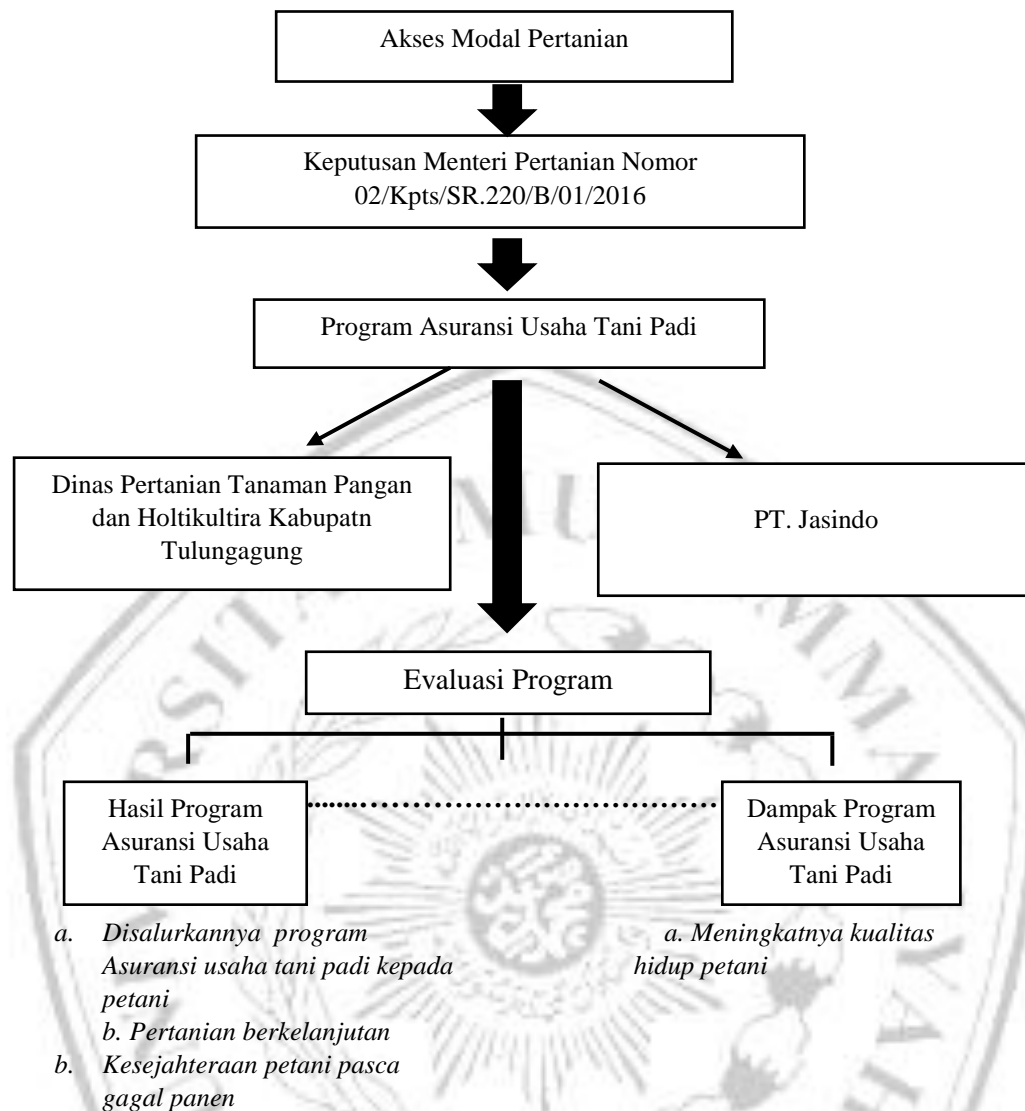 Akses Modal Pertanian
Keputusan Menteri Pertanian Nomor
02/Kpts/SR.220/B/01/2016
Program Asuransi Usaha Tani Padi
Dinas Pertanian Tanaman Pangan
dan Holtikultira Kabupatn
Tulungagung
PT. Jasindo
Evaluasi Program
Hasil Program
Asuransi Usaha
Tani Padi
Dampak Program
Asuransi Usaha
Tani Padi
a. Disalurkannya program
Asuransi usaha tani padi kepada
petani
b. Pertanian berkelanjutan
b. Kesejahteraan petani pasca
gagal panen
a. Meningkatnya kualitas
hidup petani